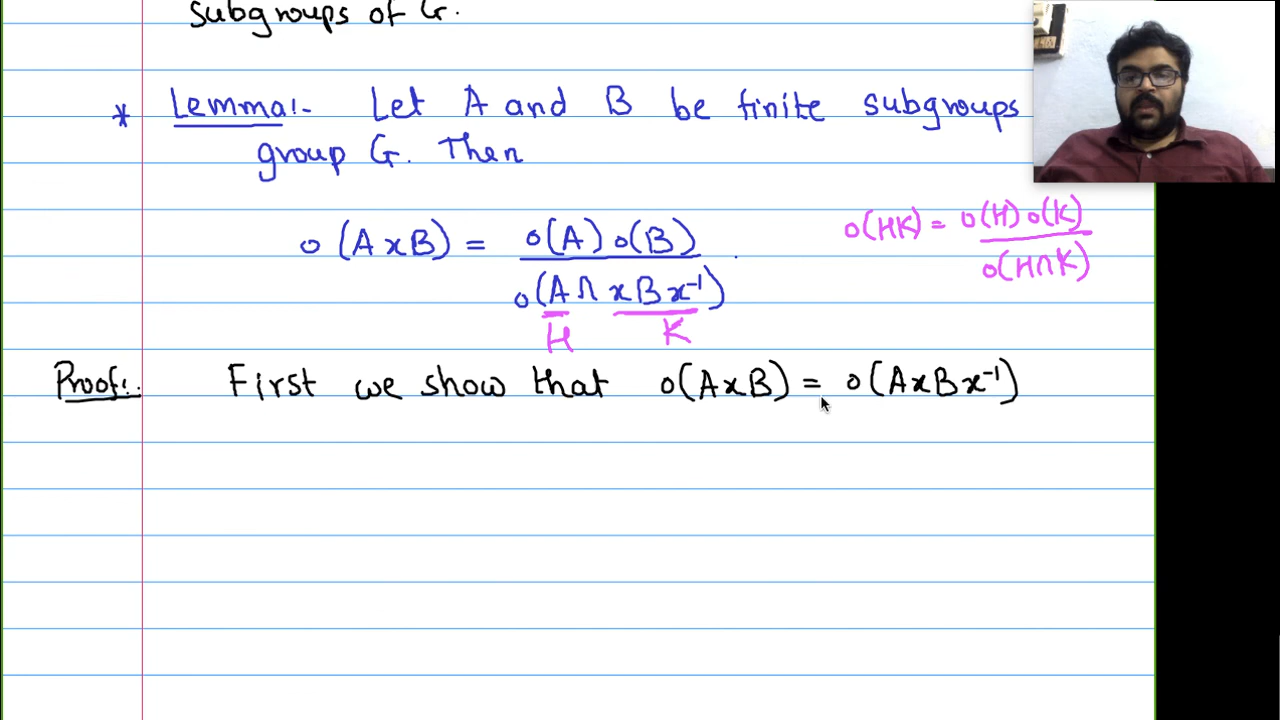 subgroups of G.
* Lemma:- Let A and B be finite subgroups
group G. Then
o(AxB) = o(A) o(B) / o(A ∩ xBx⁻¹) .
o(HK) = o(H) o(K) / o(H∩K)
H K
Proof:. First we show that o(AxB) = o(AxBx⁻¹)